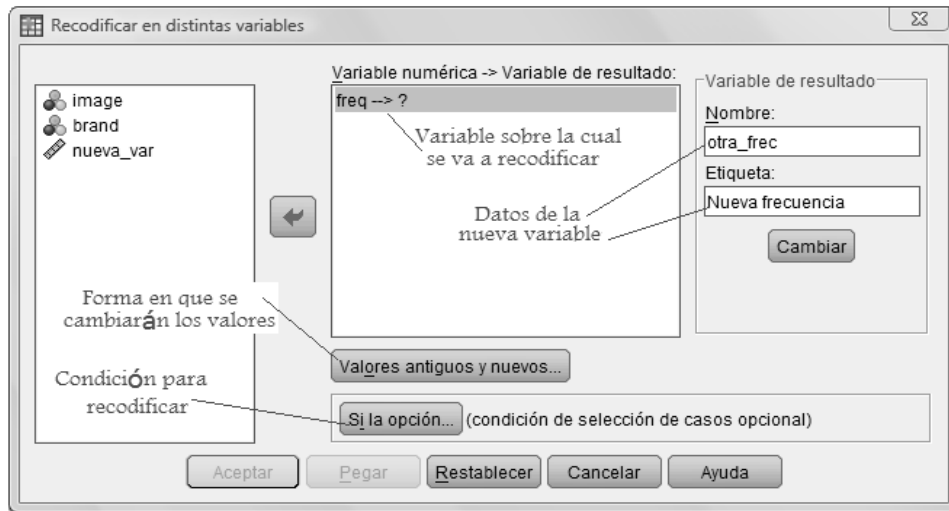 Recodificar en distintas variables
image
brand
nueva_var
Variable numérica -> Variable de resultado:
freq --> ?
Variable sobre la cual
se va a recodificar
Datos de la
nueva variable
Variable de resultado
Nombre:
otra_frec
Etiqueta:
Nueva frecuencia
Cambiar
Forma en que se
cambiarán los valores
Valores antiguos y nuevos...
Condición para
recodificar
Si la opción... (condición de selección de casos opcional)
Aceptar Pegar Restablecer Cancelar Ayuda